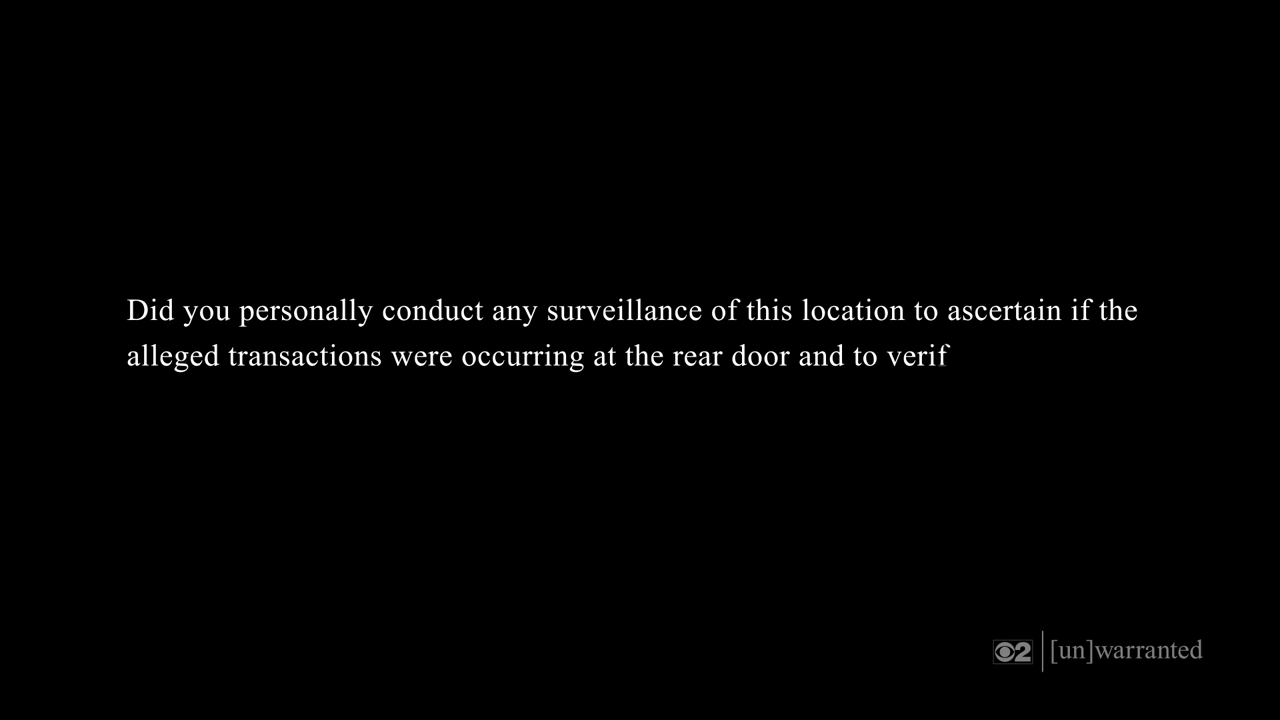 Did you personally conduct any surveillance of this location to ascertain if the
alleged transactions were occurring at the rear door and to verif
2 [un]warranted